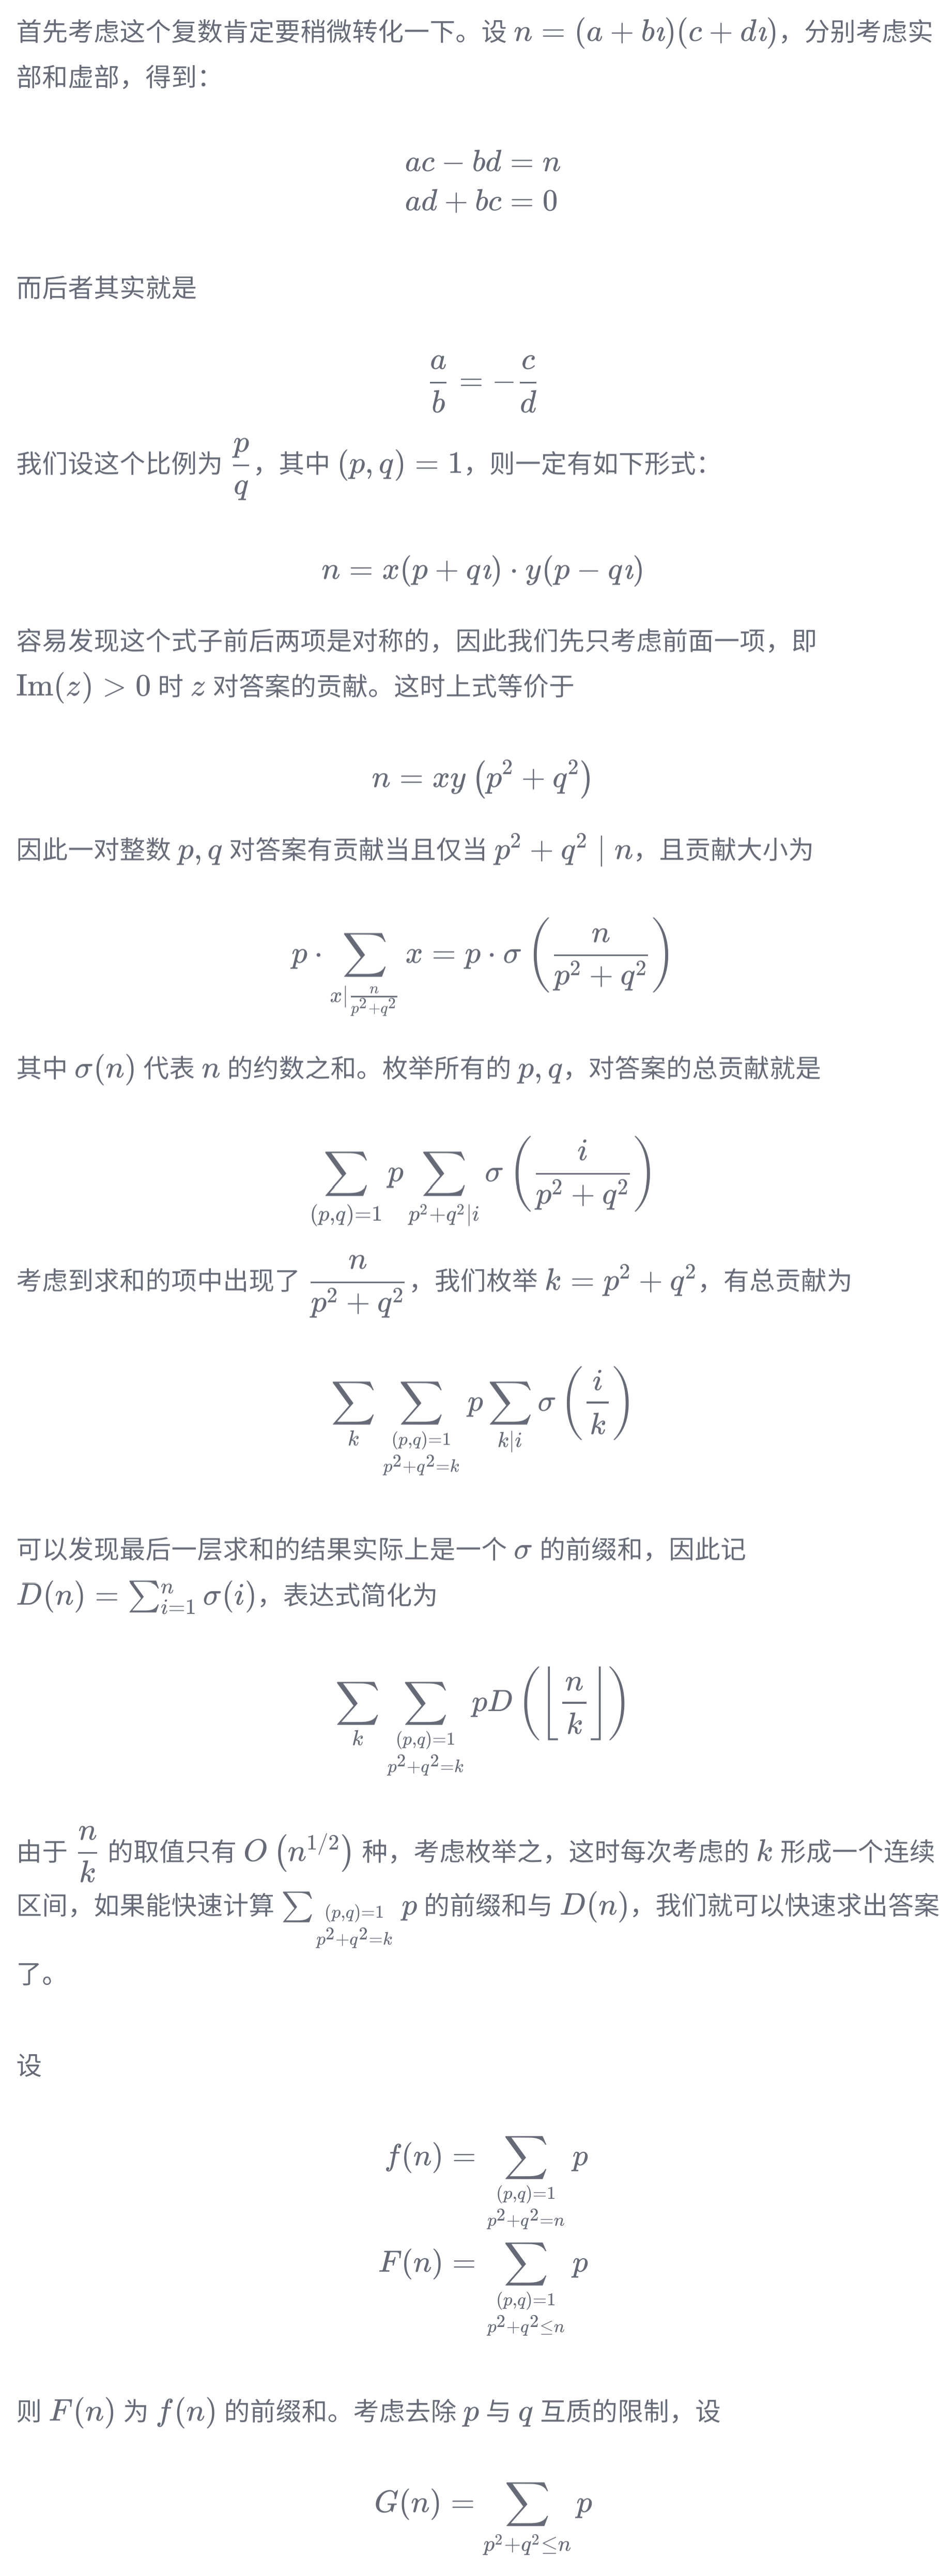 首先考虑这个复数肯定要稍微转化一下。设 $n = (a + b\imath)(c + d\imath)$，分别考虑实
部和虚部，得到：
$ac - bd = n$
$ad + bc = 0$
而后者其实就是
$\frac{a}{b} = -\frac{c}{d}$
我们设这个比例为 $\frac{p}{q}$，其中 $(p, q) = 1$，则一定有如下形式：
$n = x(p + q\imath) \cdot y(p - q\imath)$
容易发现这个式子前后两项是对称的，因此我们先只考虑前面一项，即
$\text{Im}(z) > 0$ 时 $z$ 对答案的贡献。这时上式等价于
$n = xy\left(p^2 + q^2\right)$
因此一对整数 $p, q$ 对答案有贡献当且仅当 $p^2 + q^2 \mid n$，且贡献大小为
$p \cdot \sum_{x | \frac{n}{p^2+q^2}} x = p \cdot \sigma\left(\frac{n}{p^2 + q^2}\right)$
其中 $\sigma(n)$ 代表 $n$ 的约数之和。枚举所有的 $p, q$，对答案的总贡献就是
$\sum_{(p,q)=1} p \sum_{p^2+q^2|i} \sigma\left(\frac{i}{p^2 + q^2}\right)$
考虑到求和的项中出现了 $\frac{n}{p^2 + q^2}$，我们枚举 $k = p^2 + q^2$，有总贡献为
$\sum_{k} \sum_{\substack{(p,q)=1 \\ p^2+q^2=k}} p \sum_{k|i} \sigma\left(\frac{i}{k}\right)$
可以发现最后一层求和的结果实际上是一个 $\sigma$ 的前缀和，因此记
$D(n) = \sum_{i=1}^{n} \sigma(i)$，表达式简化为
$\sum_{k} \sum_{\substack{(p,q)=1 \\ p^2+q^2=k}} pD\left(\left\lfloor \frac{n}{k} \right\rfloor\right)$
由于 $\frac{n}{k}$ 的取值只有 $O\left(n^{1/2}\right)$ 种，考虑枚举之，这时每次考虑的 $k$ 形成一个连续
区间，如果能快速计算 $\sum_{\substack{(p,q)=1 \\ p^2+q^2=k}} p$ 的前缀和与 $D(n)$，我们就可以快速求出答案
了。
设
$f(n) = \sum_{\substack{(p,q)=1 \\ p^2+q^2=n}} p$
$F(n) = \sum_{\substack{(p,q)=1 \\ p^2+q^2 \leq n}} p$
则 $F(n)$ 为 $f(n)$ 的前缀和。考虑去除 $p$ 与 $q$ 互质的限制，设
$G(n) = \sum_{p^2+q^2 \leq n} p$